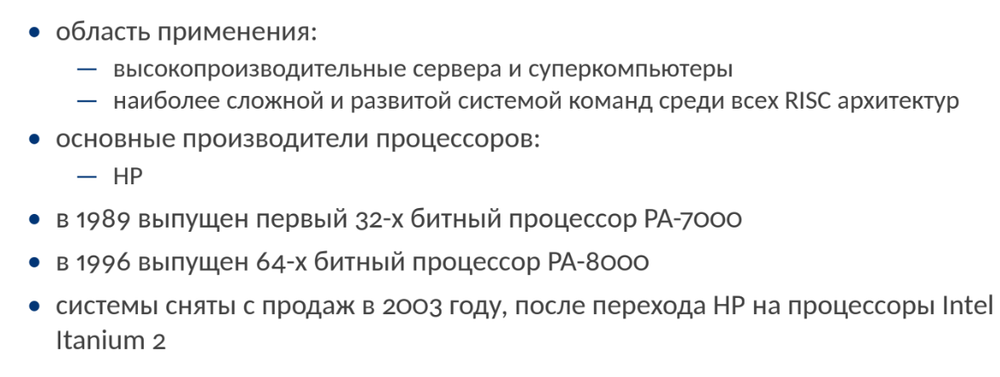 • область применения:
— высокопроизводительные сервера и суперкомпьютеры
— наиболее сложной и развитой системой команд среди всех RISC архитектур
• основные производители процессоров:
— HP
• в 1989 выпущен первый 32-х битный процессор PA-7000
• в 1996 выпущен 64-х битный процессор PA-8000
• системы сняты с продаж в 2003 году, после перехода HP на процессоры Intel
Itanium 2